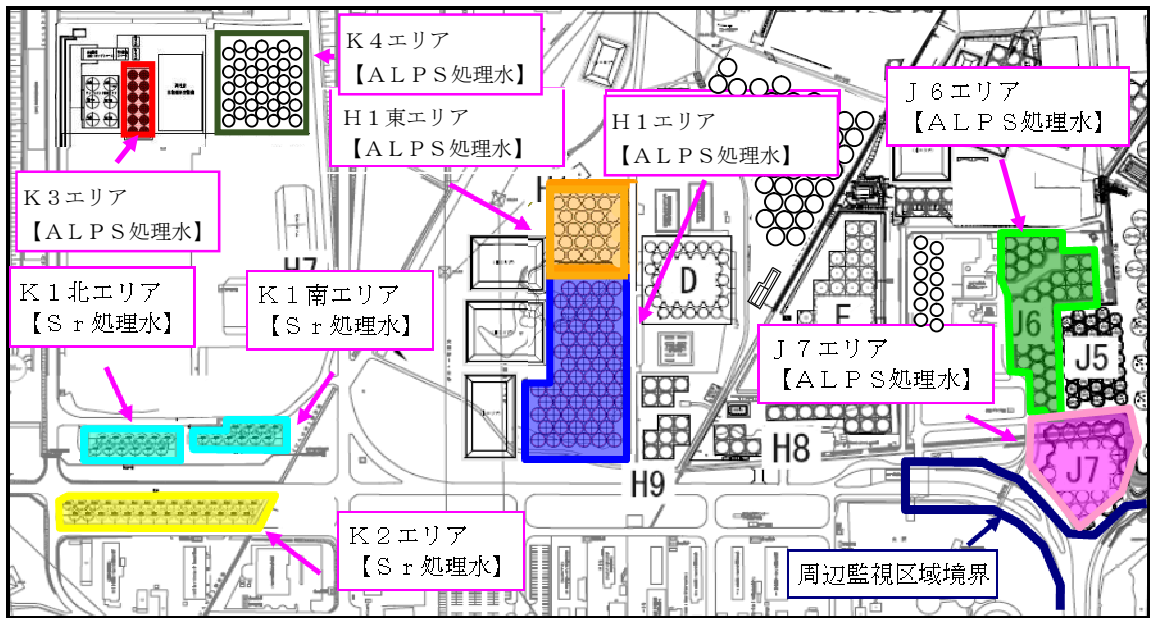 Ｋ４エリア
【ＡＬＰＳ処理水】
Ｈ１東エリア
【ＡＬＰＳ処理水】
Ｈ１エリア
【ＡＬＰＳ処理水】
Ｊ６エリア
【ＡＬＰＳ処理水】
Ｋ３エリア
【ＡＬＰＳ処理水】
Ｋ１北エリア
【Ｓｒ処理水】
H7
Ｋ１南エリア
【Ｓｒ処理水】
D
J6
J5
Ｊ７エリア
【ＡＬＰＳ処理水】
H8
J7
H9
Ｋ２エリア
【Ｓｒ処理水】
周辺監視区域境界